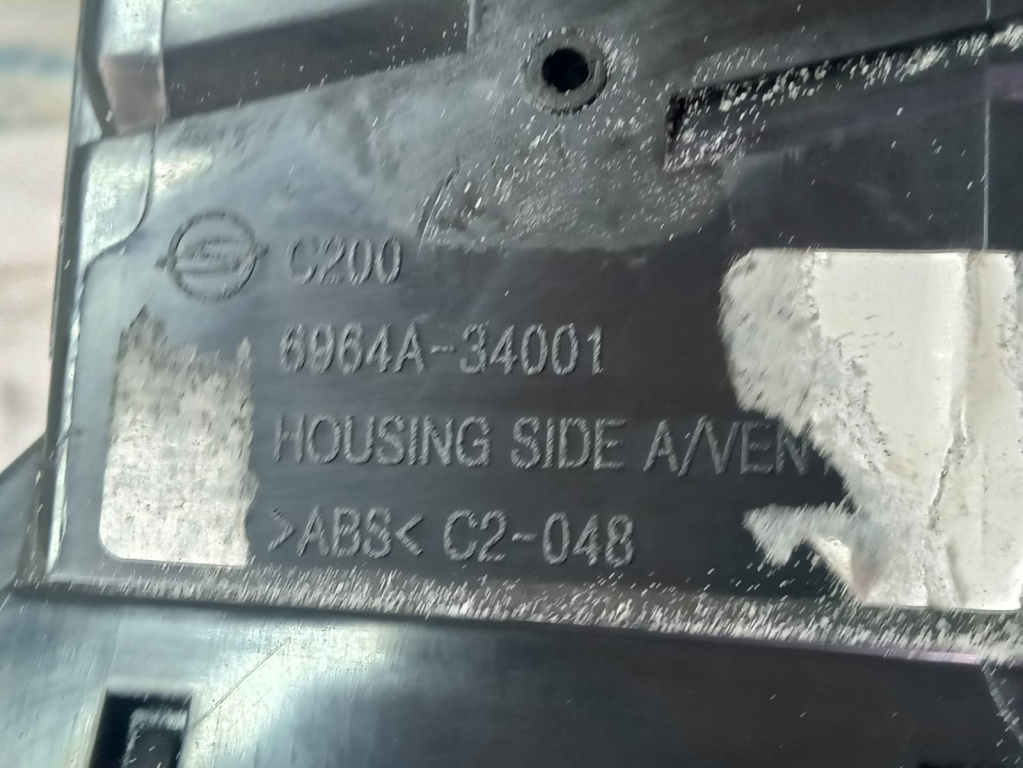 C200
6964A-34001
HOUSING SIDE A/VENT
>ABS< C2-048